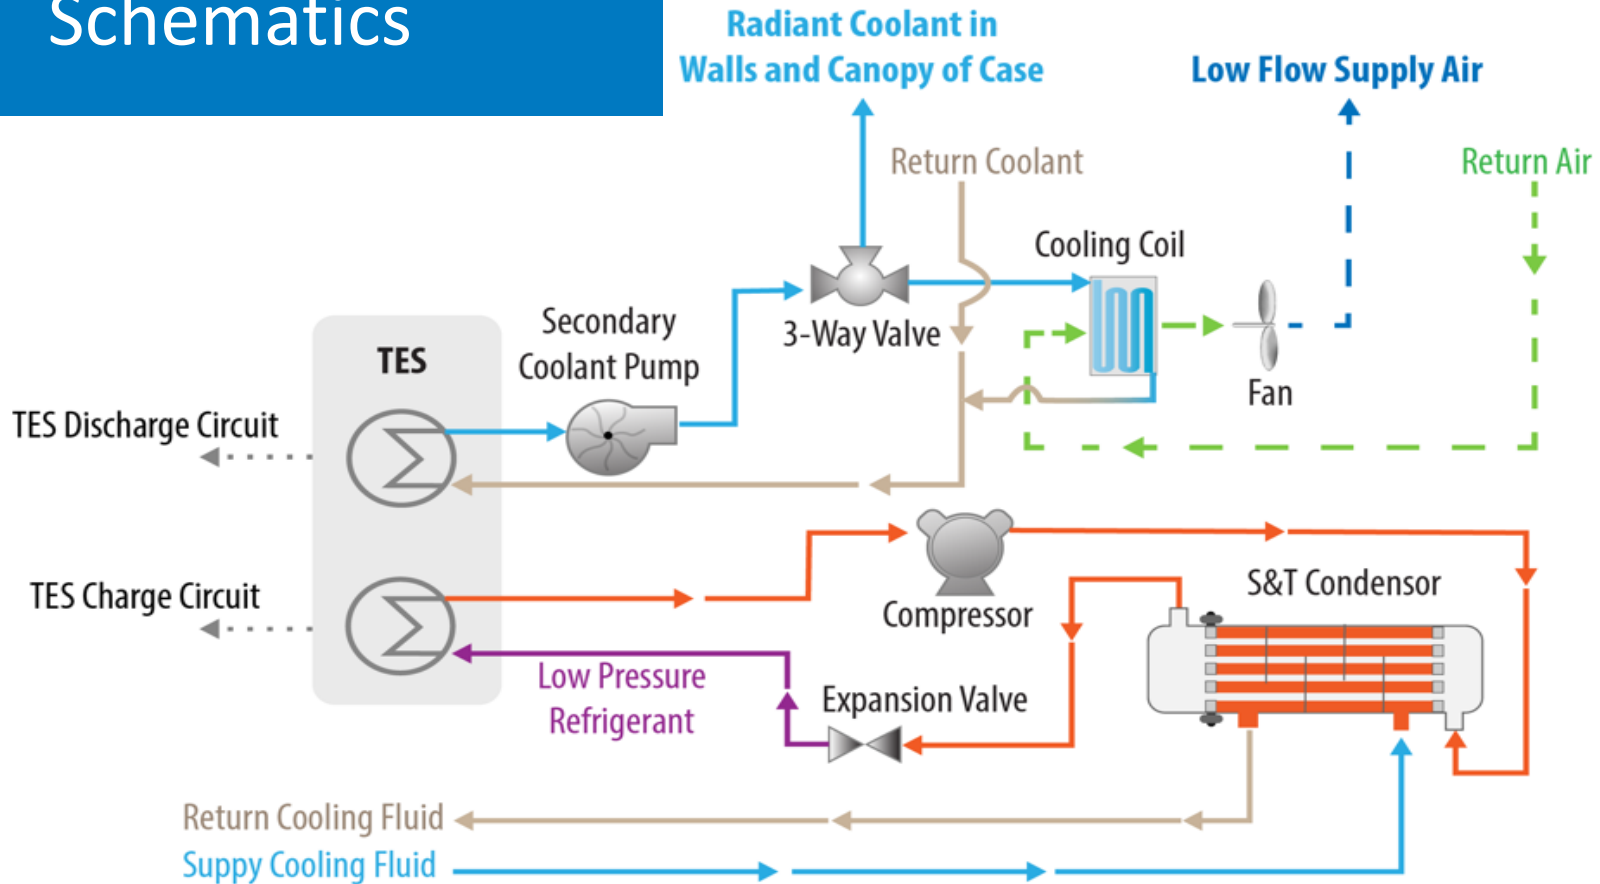 Schematics
Radiant Coolant in
Walls and Canopy of Case
Low Flow Supply Air
Return Coolant
Return Air
Cooling Coil
Secondary
Coolant Pump
3-Way Valve
TES
Fan
TES Discharge Circuit
TES Charge Circuit
Compressor
S&T Condensor
Low Pressure
Refrigerant
Expansion Valve
Return Cooling Fluid
Suppy Cooling Fluid